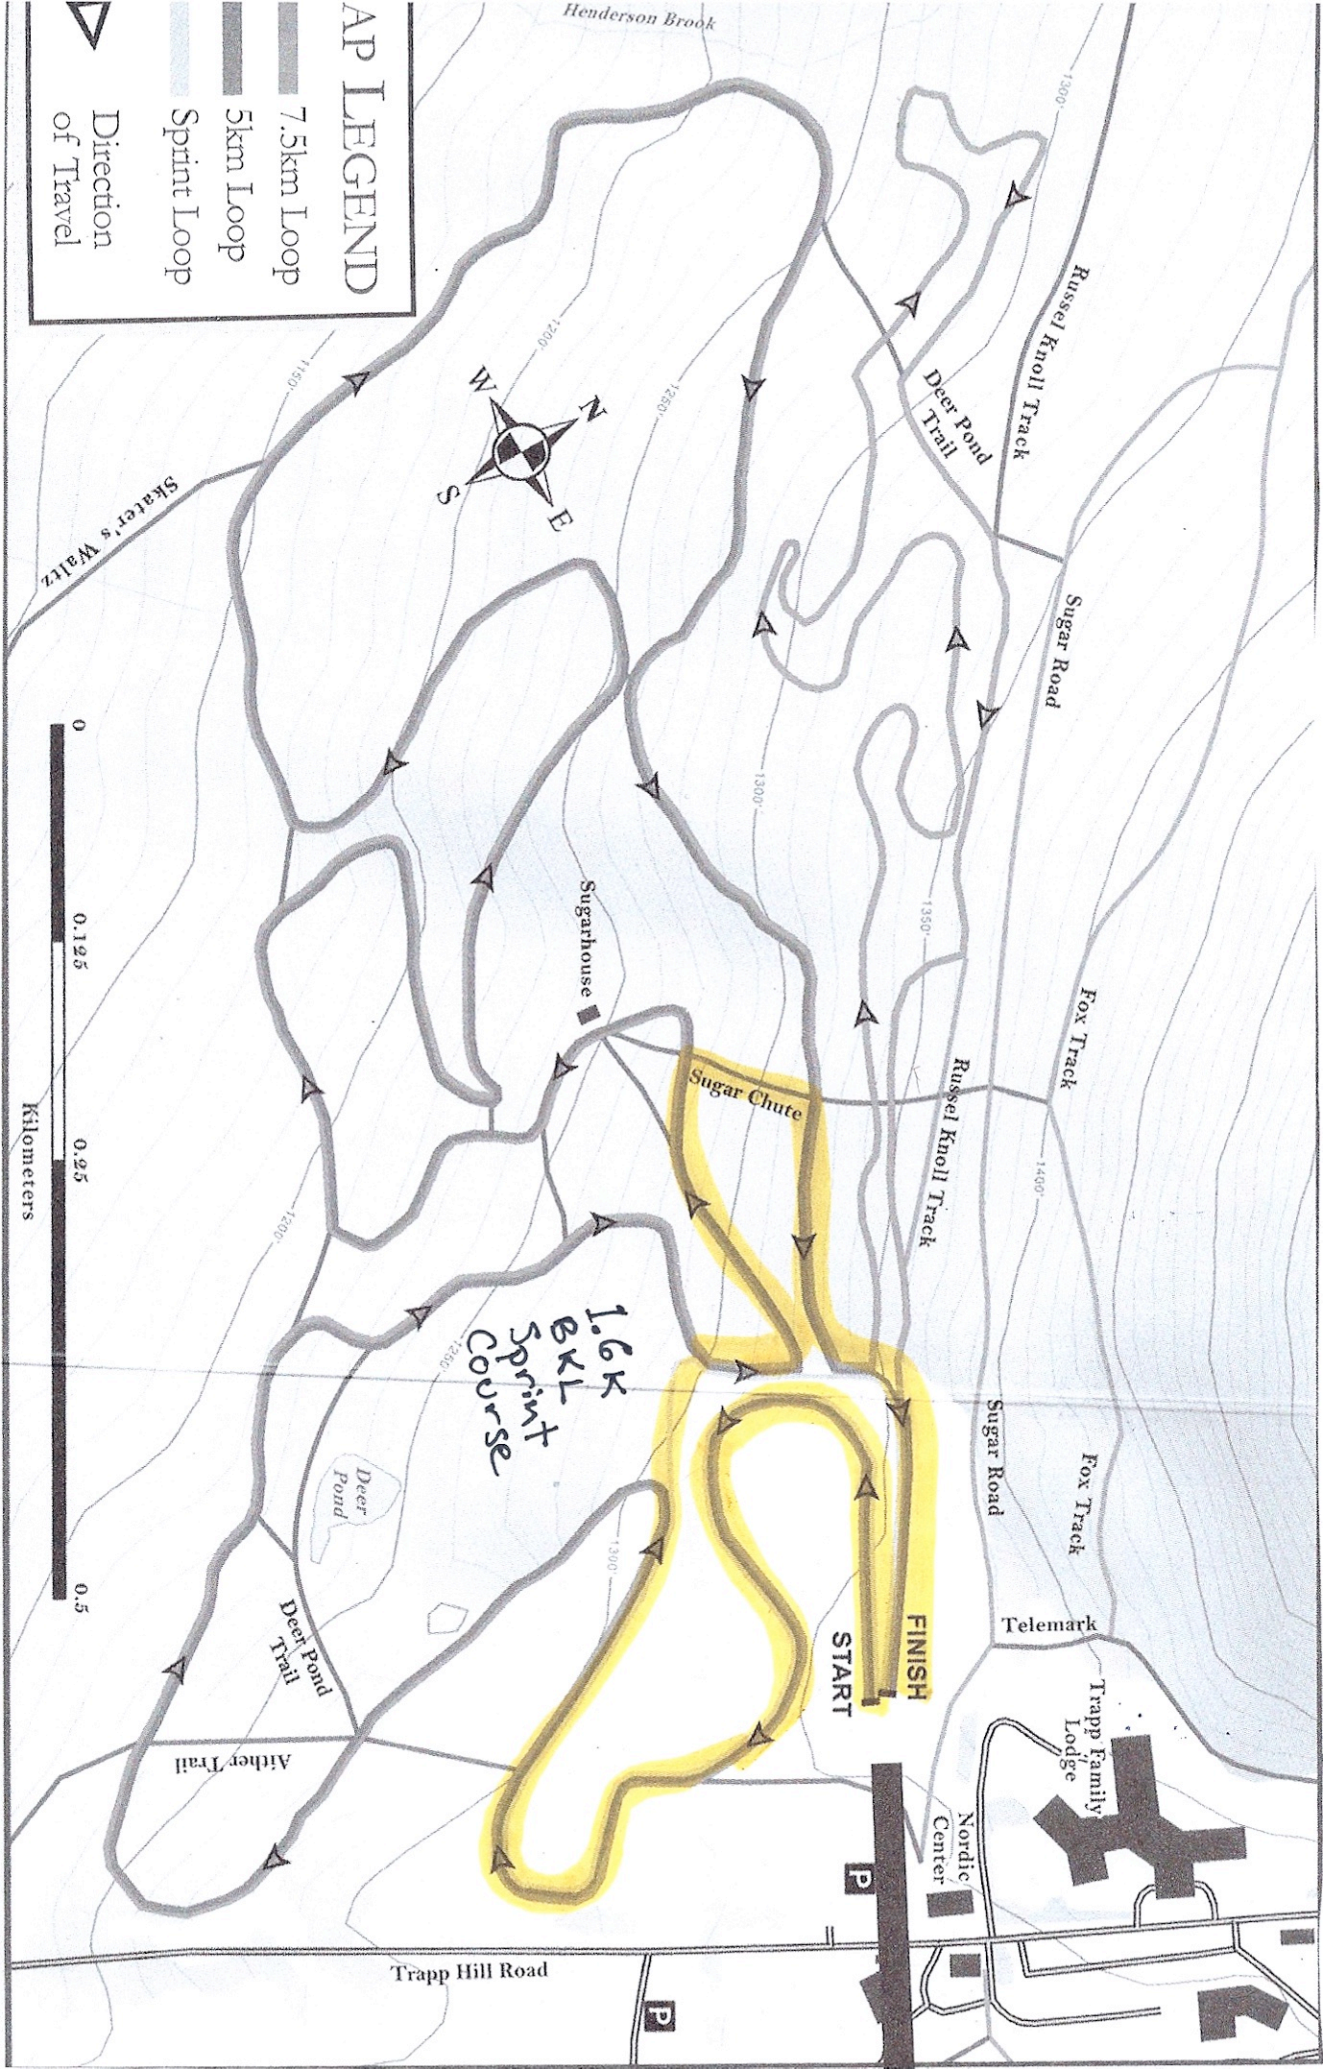 Henderson Brook
AP LEGEND
7.5km Loop
5km Loop
Sprint Loop
Direction
of Travel
1300'
Russel Knoll Track
Deer Pond
Trail
1200'
1150'
1250'
W
N
S
E
Skater's Waltz
Sugar Road
0
0.125
0.25
0.5
Kilometers
1300'
Sugarhouse
1350'
Fox Track
Sugar Chute
Russel Knoll Track
1400'
1200'
1250'
1.6K
BKL
Sprint
Course
Deer
Pond
Sugar Road
Fox Track
1300'
Deer Pond
Trail
START
FINISH
Telemark
Trapp Family
Lodge
Aither Trail
Nordic
Center
P
Trapp Hill Road
P